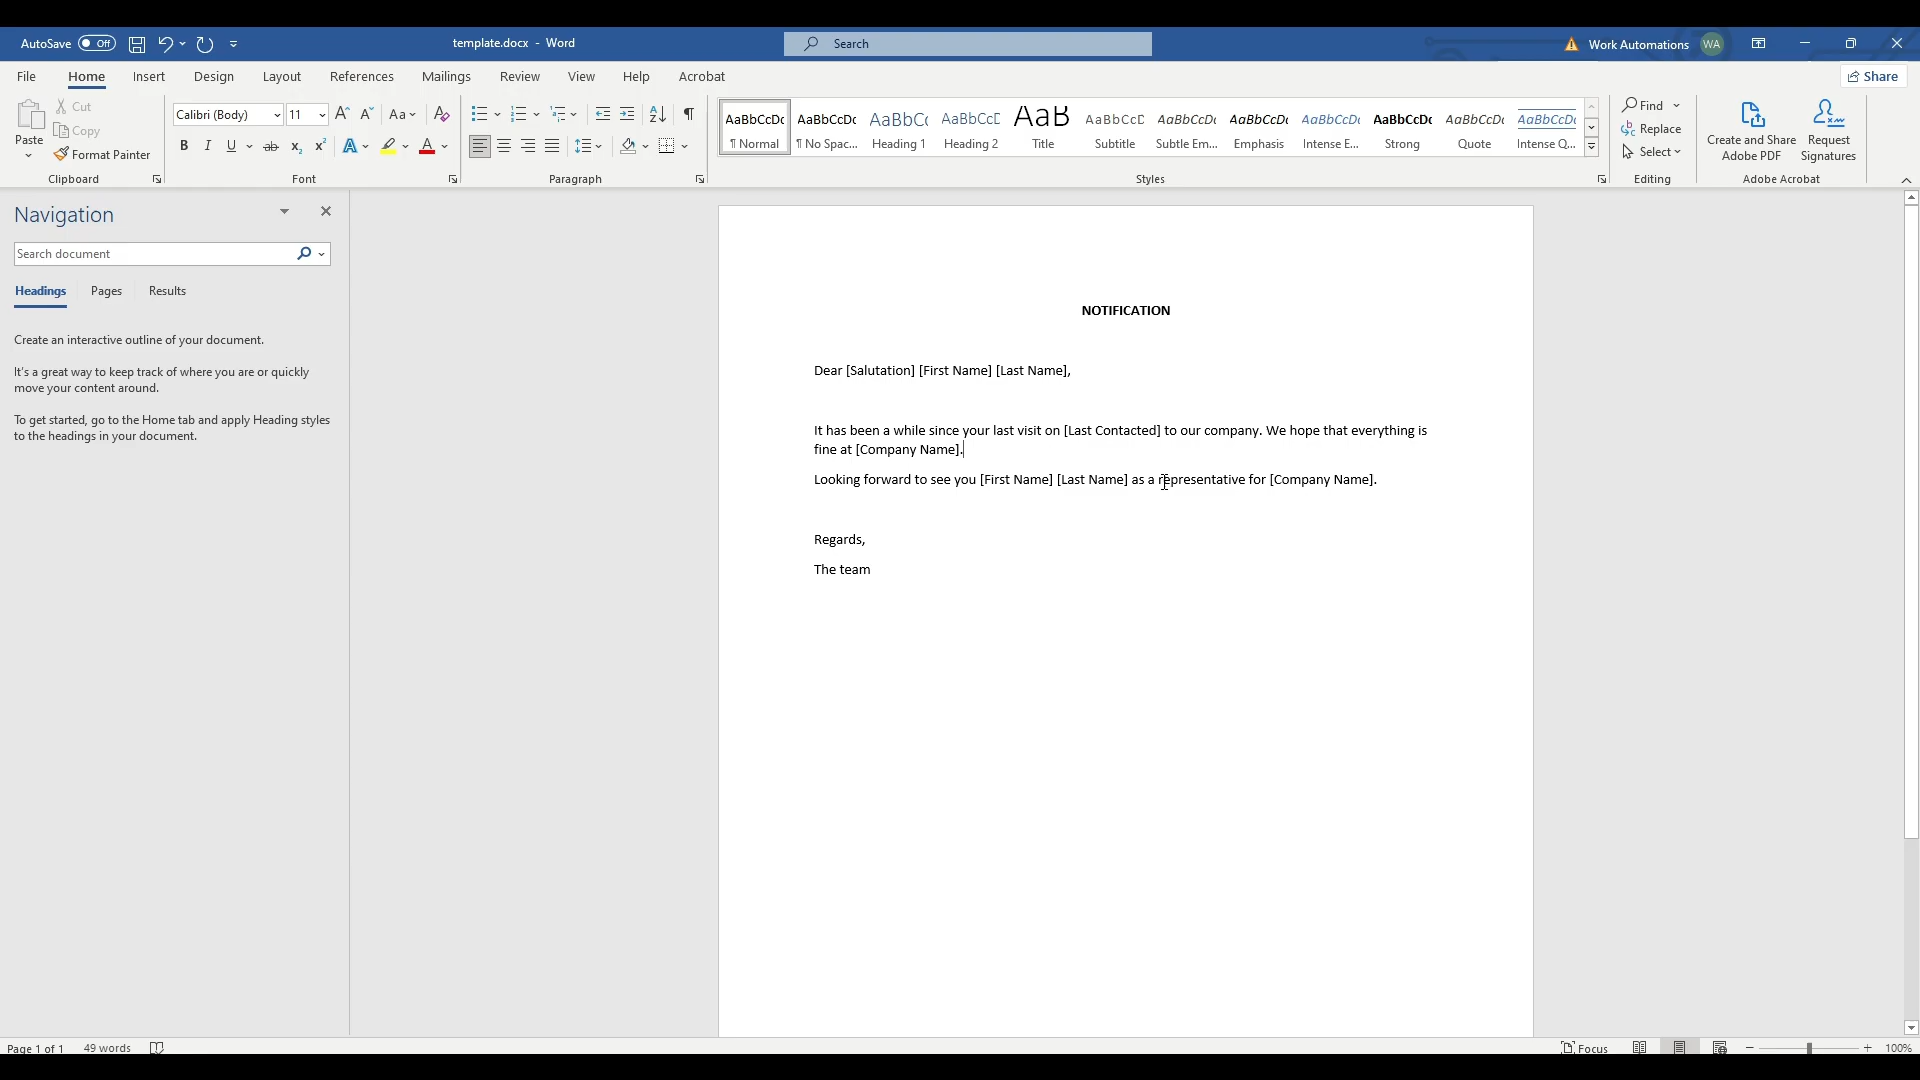 AutoSave Off template.docx - Word Search Work Automations WA
File Home Insert Design Layout References Mailings Review View Help Acrobat Share
Paste
Cut
Copy
Format Painter
Clipboard
Calibri (Body) 11
Font
Paragraph
AaBbCcDc AaBbCcDc AaBbC( AaBbCcC AaB AaBbCcD AaBbCcDc AaBbCcDc AaBbCcDc AaBbCcDc AaBbCcDc AaBbCcDc
¶ Normal ¶ No Spac... Heading 1 Heading 2 Title Subtitle Subtle Em... Emphasis Intense E... Strong Quote Intense Q...
Styles
Find
Replace
Select
Editing
Create and Share
Adobe PDF
Request
Signatures
Adobe Acrobat
Navigation
Search document
Headings Pages Results
Create an interactive outline of your document.
It's a great way to keep track of where you are or quickly
move your content around.
To get started, go to the Home tab and apply Heading styles
to the headings in your document.
NOTIFICATION
Dear [Salutation] [First Name] [Last Name],
It has been a while since your last visit on [Last Contacted] to our company. We hope that everything is
fine at [Company Name].
Looking forward to see you [First Name] [Last Name] as a representative for [Company Name].
Regards,
The team
Page 1 of 1 49 words Focus 100%